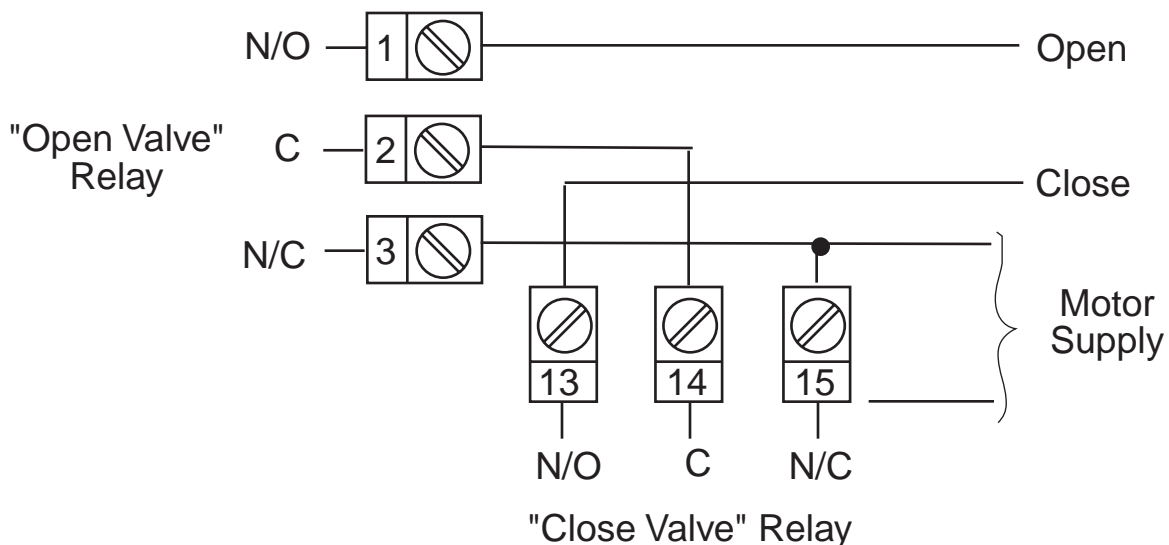 N/O 1 Open
"Open Valve"
Relay
C 2
Close
N/C 3
Motor
Supply
13 14 15
N/O C N/C
"Close Valve" Relay